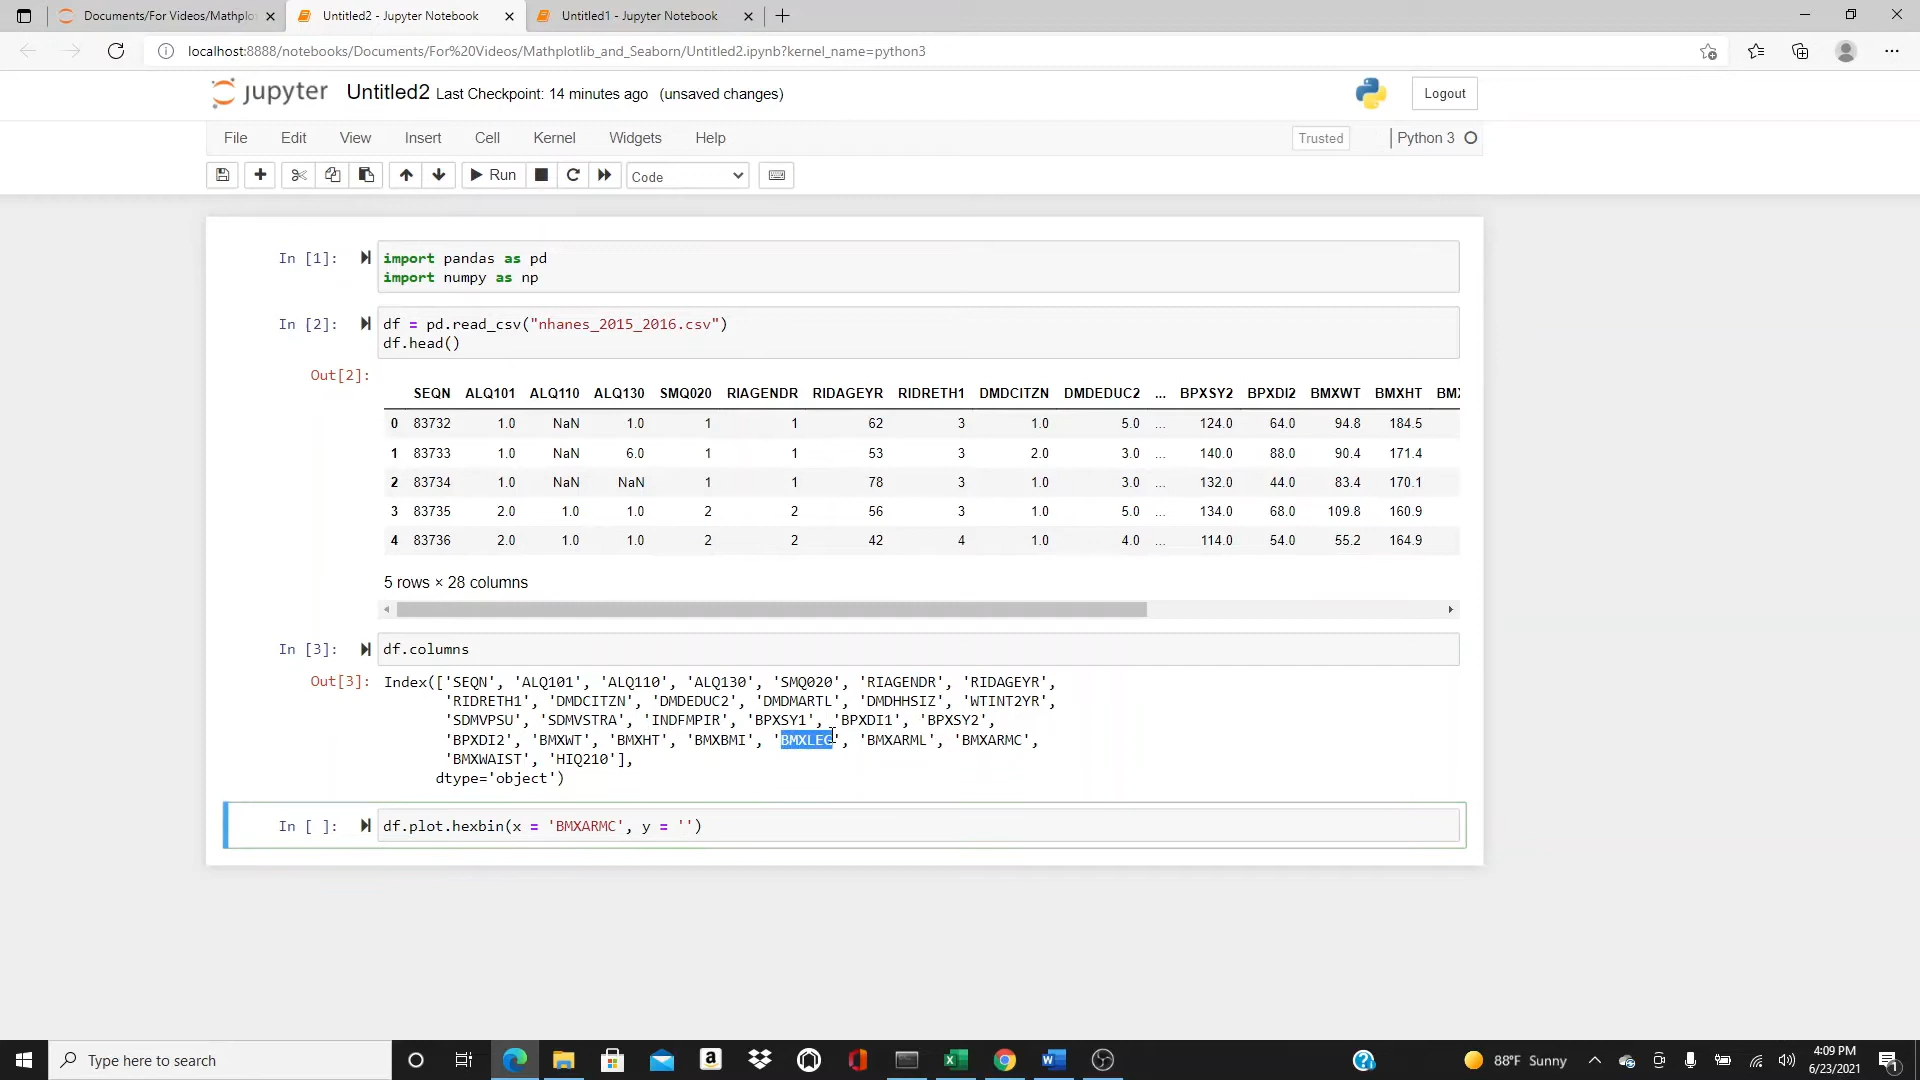 Documents/For Videos/Mathplo
Untitled2 - Jupyter Notebook
Untitled1 - Jupyter Notebook
localhost:8888/notebooks/Documents/For%20Videos/Mathplotlib_and_Seaborn/Untitled2.ipynb?kernel_name=python3
jupyter Untitled2 Last Checkpoint: 14 minutes ago (unsaved changes)
Logout
File Edit View Insert Cell Kernel Widgets Help
Trusted
Python 3
Run
Code
In [1]: import pandas as pd
import numpy as np
In [2]: df = pd.read_csv("nhanes_2015_2016.csv")
df.head()
Out[2]:
SEQN ALQ101 ALQ110 ALQ130 SMQ020 RIAGENDR RIDAGEYR RIDRETH1 DMDCITZN DMDEDUC2 ... BPXSY2 BPXDI2 BMXWT BMXHT BMX
0 83732 1.0 NaN 1.0 1 1 62 3 1.0 5.0 ... 124.0 64.0 94.8 184.5
1 83733 1.0 NaN 6.0 1 1 53 3 2.0 3.0 ... 140.0 88.0 90.4 171.4
2 83734 1.0 NaN NaN 1 1 78 3 1.0 3.0 ... 132.0 44.0 83.4 170.1
3 83735 2.0 1.0 1.0 2 2 56 3 1.0 5.0 ... 134.0 68.0 109.8 160.9
4 83736 2.0 1.0 1.0 2 2 42 4 1.0 4.0 ... 114.0 54.0 55.2 164.9
5 rows × 28 columns
In [3]: df.columns
Out[3]: Index(['SEQN', 'ALQ101', 'ALQ110', 'ALQ130', 'SMQ020', 'RIAGENDR', 'RIDAGEYR',
'RIDRETH1', 'DMDCITZN', 'DMDEDUC2', 'DMDMARTL', 'DMDHHSIZ', 'WTINT2YR',
'SDMVPSU', 'SDMVSTRA', 'INDFMPIR', 'BPXSY1', 'BPXDI1', 'BPXSY2',
'BPXDI2', 'BMXWT', 'BMXHT', 'BMXBMI', 'BMXLEG', 'BMXARML', 'BMXARMC',
'BMXWAIST', 'HIQ210'],
dtype='object')
In [ ]: df.plot.hexbin(x = 'BMXARMC', y = '')
Type here to search
88°F Sunny
4:09 PM
6/23/2021
1